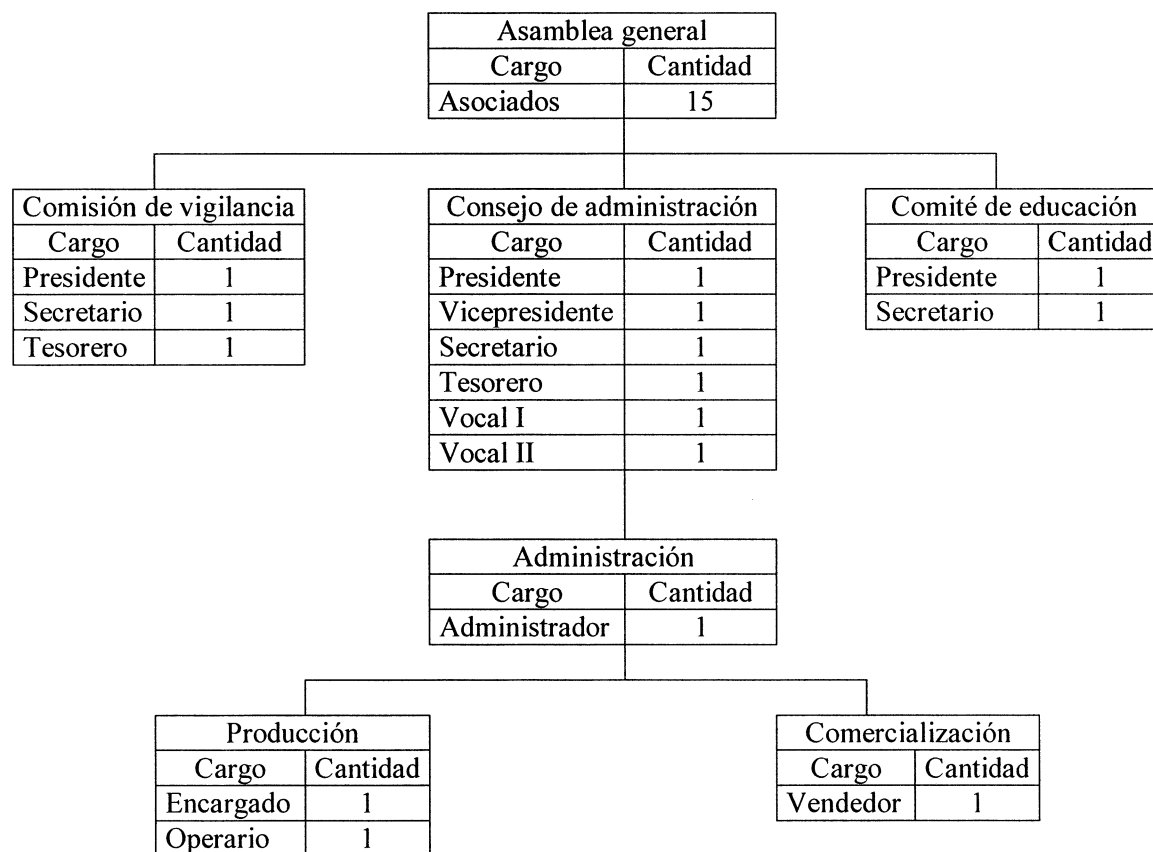 Asamblea general
Cargo Cantidad
Asociados 15
Comisión de vigilancia
Cargo Cantidad
Presidente 1
Secretario 1
Tesorero 1
Consejo de administración
Cargo Cantidad
Presidente 1
Vicepresidente 1
Secretario 1
Tesorero 1
Vocal I 1
Vocal II 1
Comité de educación
Cargo Cantidad
Presidente 1
Secretario 1
Administración
Cargo Cantidad
Administrador 1
Producción
Cargo Cantidad
Encargado 1
Operario 1
Comercialización
Cargo Cantidad
Vendedor 1